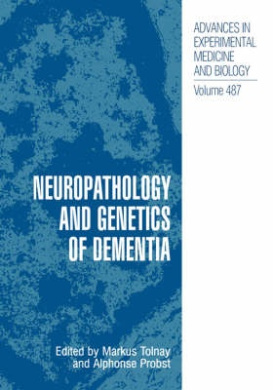 ADVANCES IN
EXPERIMENTAL
MEDICINE
AND BIOLOGY
Volume 487
NEUROPATHOLOGY
AND GENETICS
OF DEMENTIA
Edited by Markus Tolnay
and Alphonse Probst